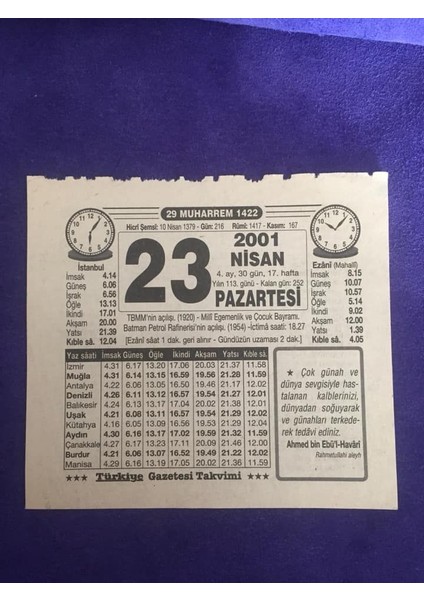 29 MUHARREM 1422
Hicrî Şemsî: 10 Nisan 1379 - Gün: 216 Rûmî: 1417 - Kasım: 167
23
2001
NİSAN
4. ay, 30 gün, 17. hafta
Yılın 113. günü - Kalan gün: 252
PAZARTESİ
İstanbul
İmsak 4.14
Güneş 6.06
İşrak 6.56
Öğle 13.13
İkindi 17.01
Akşam 20.00
Yatsı 21.39
Kıble sâ. 12.04
Ezânî (Mahallî)
İmsak 8.15
Güneş 10.07
İşrak 10.57
Öğle 5.14
İkindi 9.02
Akşam 12.00
Yatsı 1.39
Kıble sâ. 4.05
TBMM'nin açılışı. (1920) - Millî Egemenlik ve Çocuk Bayramı.
Batman Petrol Rafinerisi'nin açılışı. (1954) -İctimâ saati: 18.27
[Ezânî sâat 1 dak. geri alınır - Gündüzün uzaması 2 dak.]
Yaz sâati İmsak Güneş Öğle İkindi Akşam Yatsı Kıble sâ.
İzmir 4.31 6.17 13.20 17.06 20.03 21.37 11.58
Muğla 4.31 6.14 13.15 16.59 19.56 21.28 11.59
Antalya 4.22 6.05 13.06 16.50 19.46 21.17 12.01
Denizli 4.26 6.11 13.12 16.57 19.54 21.27 12.01
Balıkesir 4.24 6.13 13.17 17.04 20.02 21.38 12.01
Uşak 4.21 6.08 13.11 16.57 19.54 21.29 12.02
Kütahya 4.16 6.05 13.09 16.56 19.53 21.29 12.03
Aydın 4.30 6.16 13.17 17.02 19.59 21.32 11.59
Çanakkale 4.27 6.17 13.23 17.11 20.09 21.46 12.00
Burdur 4.21 6.06 13.07 16.52 19.49 21.22 12.02
Manisa 4.29 6.16 13.19 17.05 20.02 21.36 11.59
★ Çok günah ve
dünya sevgisiyle has-
talanan kalblerinizi,
dünyadan soğuyarak
ve günahları terkede-
rek tedâvi ediniz.
Ahmed bin Ebü'l-Havârî
Rahmetullahi aleyh
★★★ Türkiye Gazetesi Takvimi ★★★